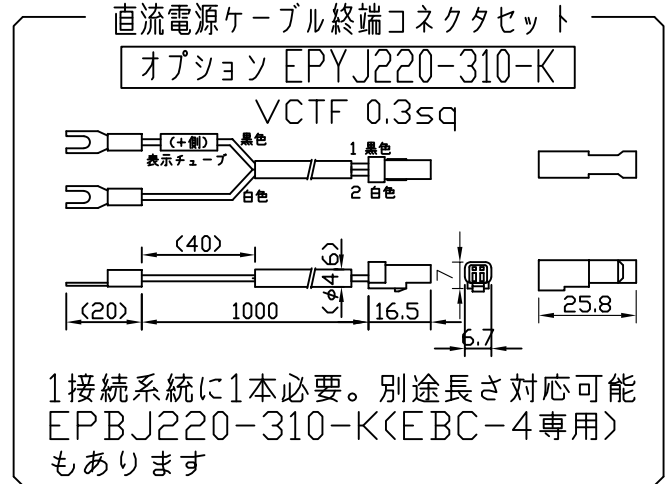 直流電源ケーブル終端コネクタセット
オプション EPYJ220-310-K
VCTF 0.3sq
(+側)
黒色
表示チューブ
白色
1 黒色
2 白色
(40)
(φ4.6)
7
(20)
1000
16.5
6.7
25.8
1接続系統に1本必要。別途長さ対応可能
EPBJ220-310-K(EBC-4専用)
もあります